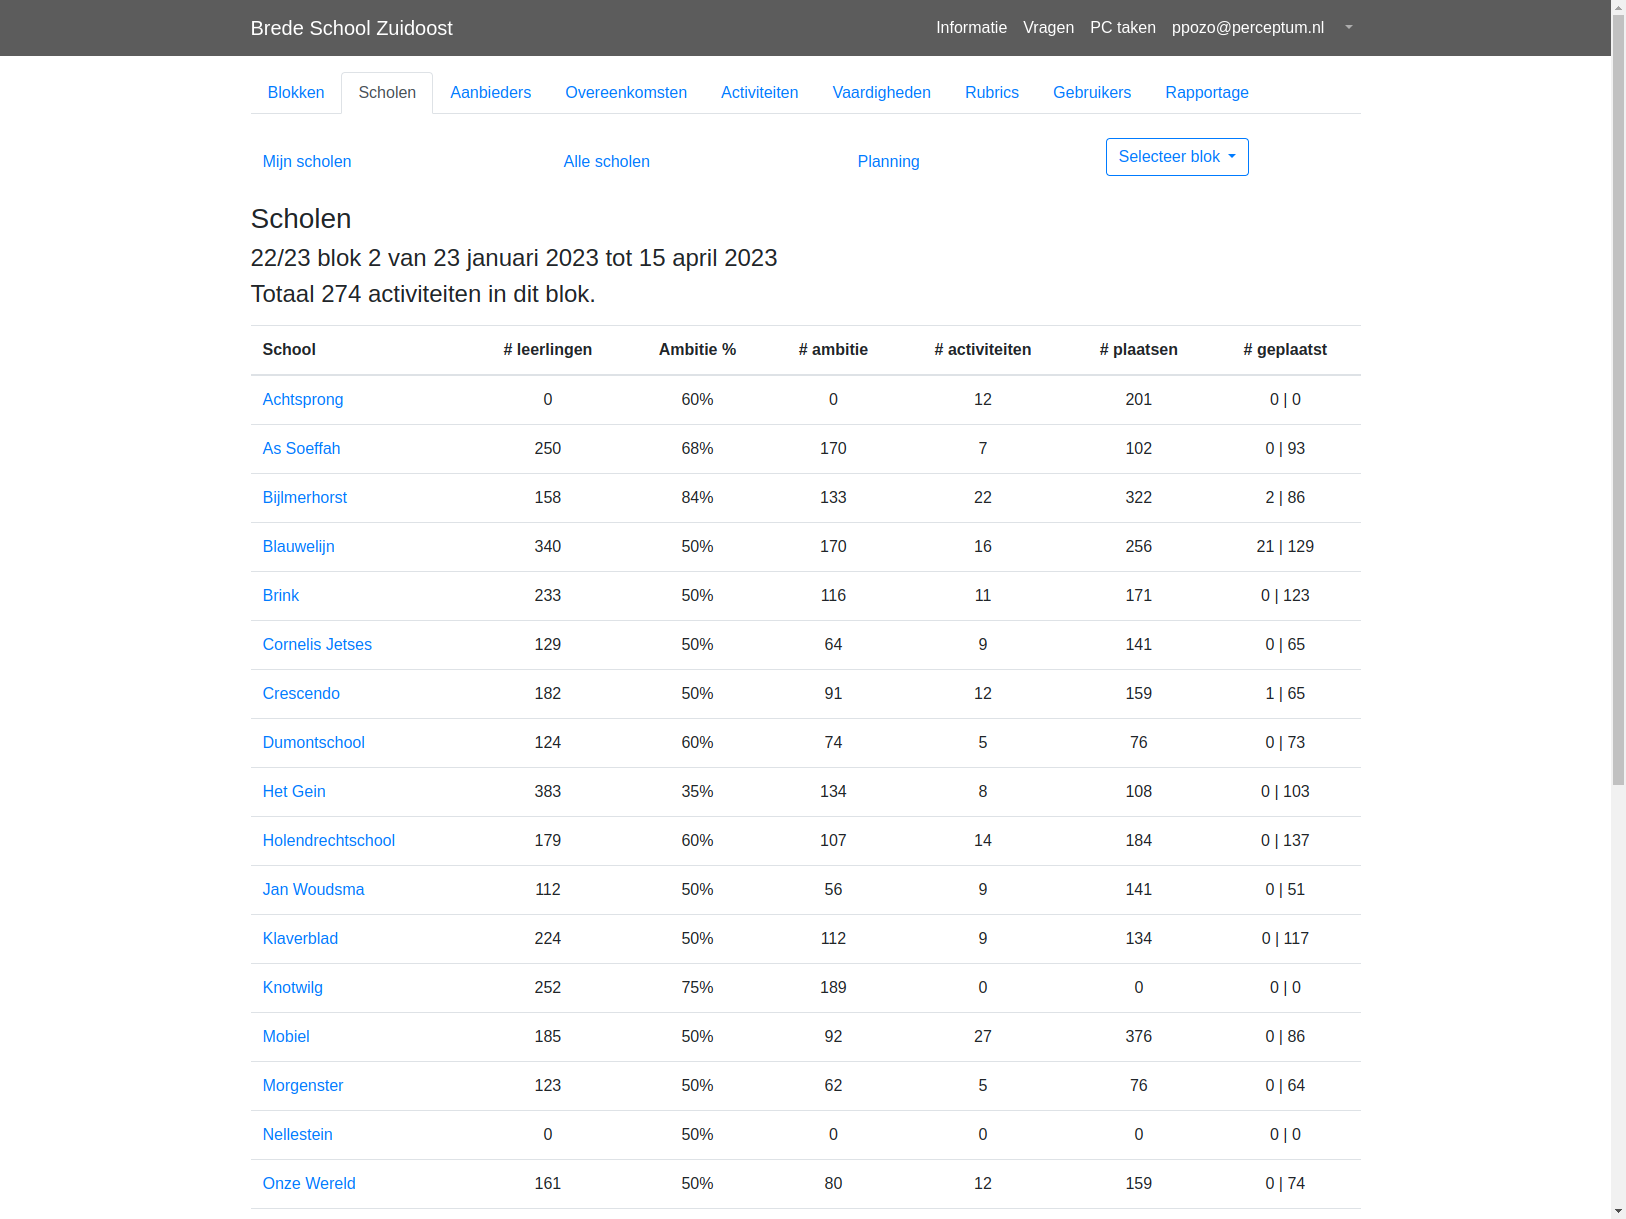 Brede School Zuidoost Informatie Vragen PC taken ppozo@perceptum.nl
Blokken Scholen Aanbieders Overeenkomsten Activiteiten Vaardigheden Rubrics Gebruikers Rapportage
Mijn scholen Alle scholen Planning Selecteer blok
Scholen
22/23 blok 2 van 23 januari 2023 tot 15 april 2023
Totaal 274 activiteiten in dit blok.
School # leerlingen Ambitie % # ambitie # activiteiten # plaatsen # geplaatst
Achtsprong 0 60% 0 12 201 0 | 0
As Soeffah 250 68% 170 7 102 0 | 93
Bijlmerhorst 158 84% 133 22 322 2 | 86
Blauwelijn 340 50% 170 16 256 21 | 129
Brink 233 50% 116 11 171 0 | 123
Cornelis Jetses 129 50% 64 9 141 0 | 65
Crescendo 182 50% 91 12 159 1 | 65
Dumontschool 124 60% 74 5 76 0 | 73
Het Gein 383 35% 134 8 108 0 | 103
Holendrechtschool 179 60% 107 14 184 0 | 137
Jan Woudsma 112 50% 56 9 141 0 | 51
Klaverblad 224 50% 112 9 134 0 | 117
Knotwilg 252 75% 189 0 0 0 | 0
Mobiel 185 50% 92 27 376 0 | 86
Morgenster 123 50% 62 5 76 0 | 64
Nellestein 0 50% 0 0 0 0 | 0
Onze Wereld 161 50% 80 12 159 0 | 74